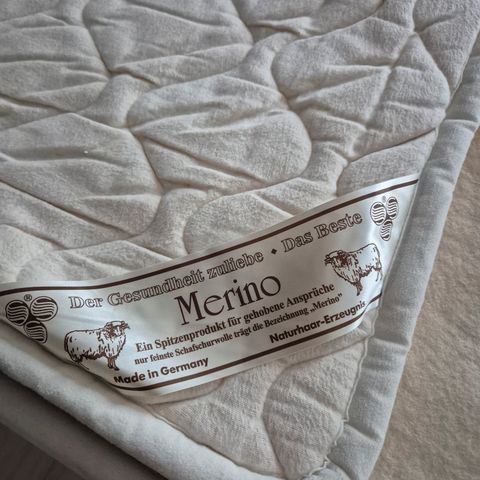 Der Gesundheit zuliebe • Das Beste
Merino
Ein Spitzenprodukt für gehobene Ansprüche
nur feinste Schafschurwolle trägt die Bezeichnung „Merino"
Made in Germany
Naturhaar-Erzeugnis